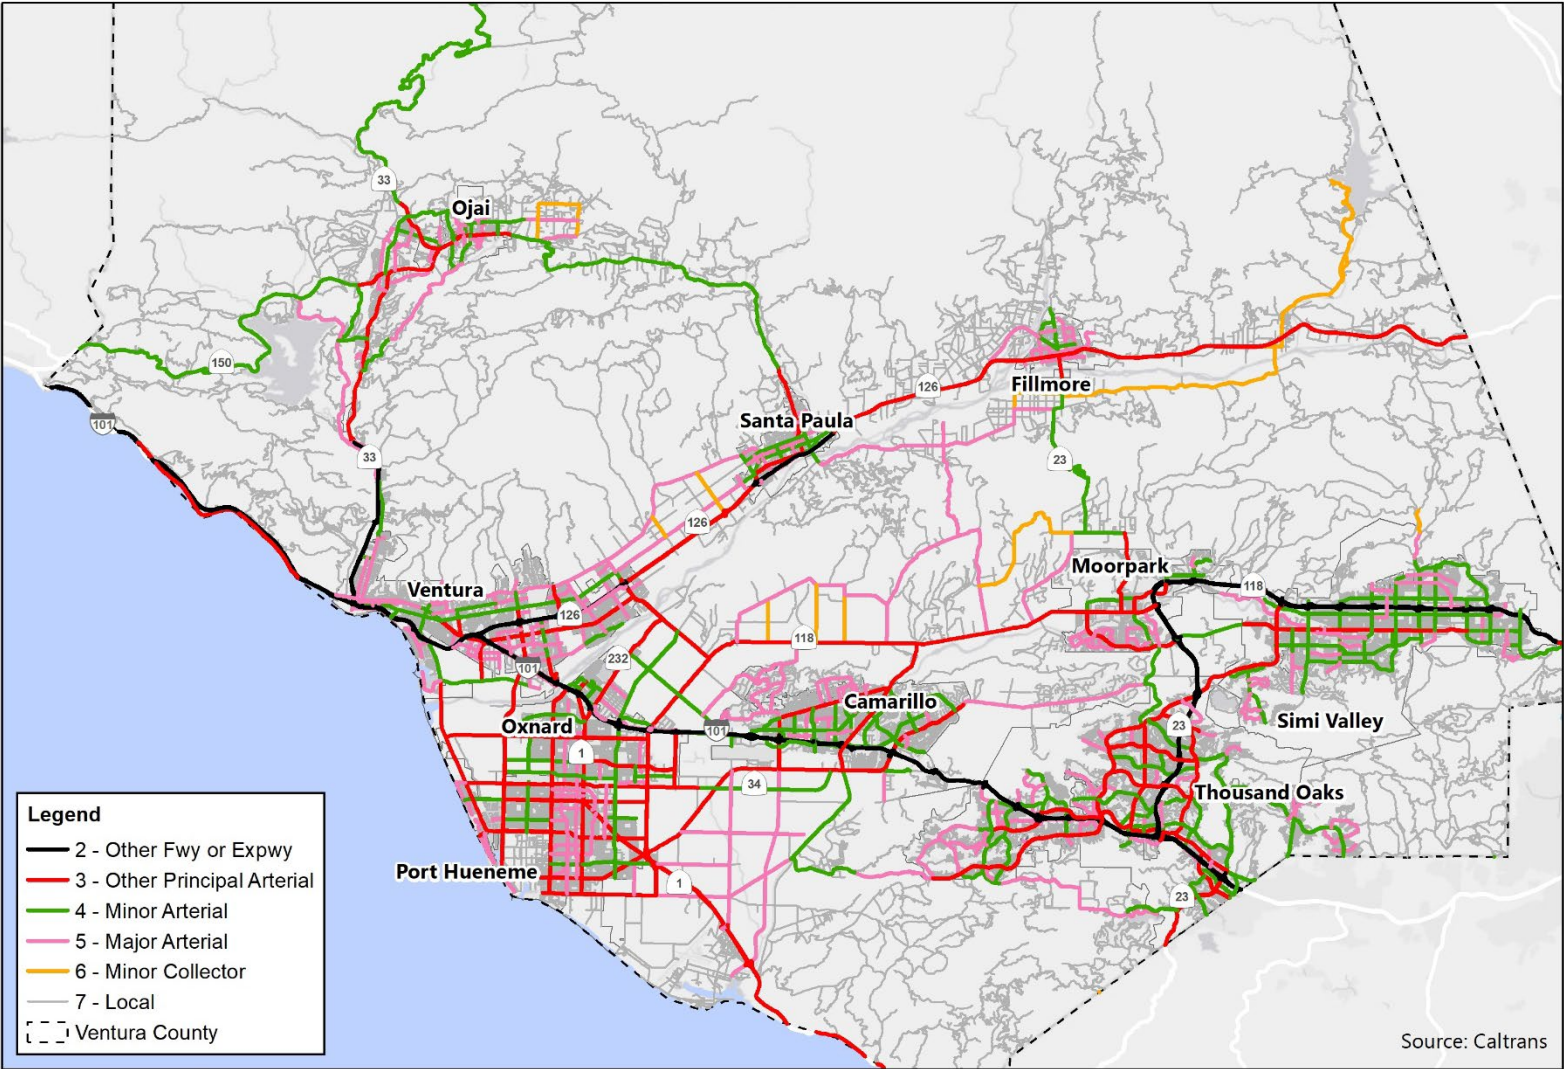 33
Ojai
150
126
Fillmore
Santa Paula
101
33
23
126
Moorpark
118
Ventura
126
118
232
101
Camarillo
Simi Valley
Oxnard
101
23
1
34
Thousand Oaks
Port Hueneme
1
23
Legend
2 - Other Fwy or Expwy
3 - Other Principal Arterial
4 - Minor Arterial
5 - Major Arterial
6 - Minor Collector
7 - Local
Ventura County
Source: Caltrans